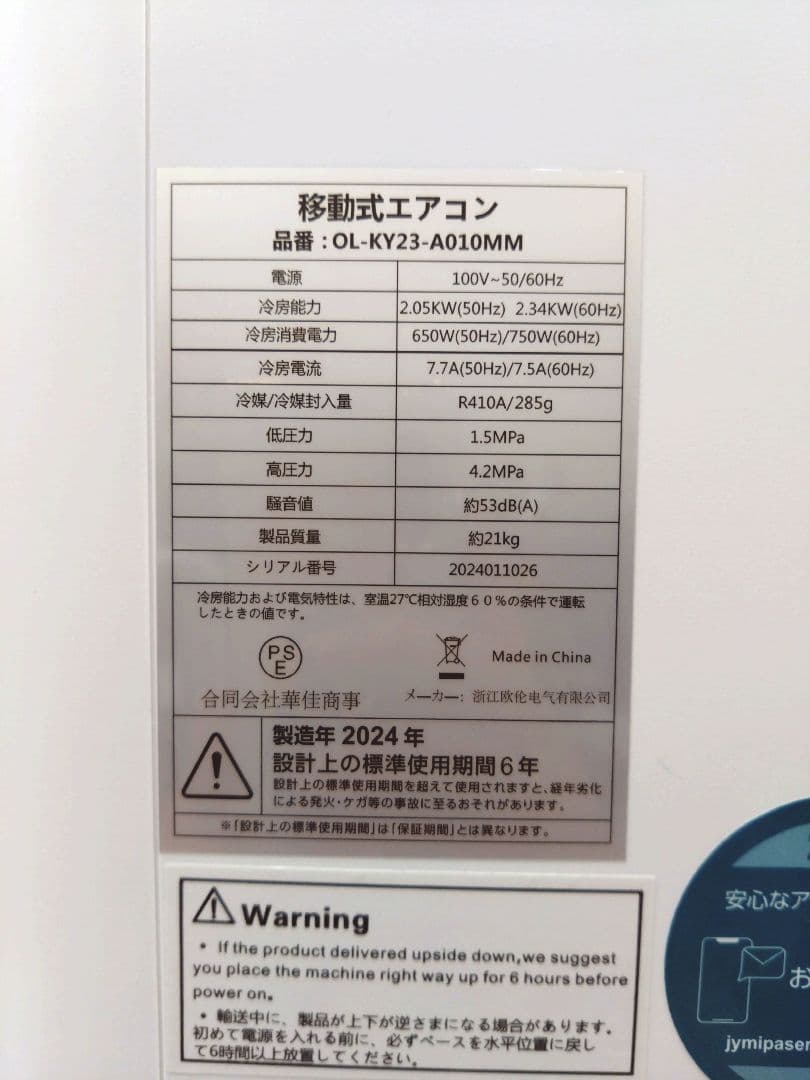 移動式エアコン
品番：OL-KY23-A010MM
電源 100V~50/60Hz
冷房能力 2.05KW(50Hz) 2.34KW(60Hz)
冷房消費電力 650W(50Hz)/750W(60Hz)
冷房電流 7.7A(50Hz)/7.5A(60Hz)
冷媒/冷媒封入量 R410A/285g
低圧力 1.5MPa
高圧力 4.2MPa
騒音値 約53dB(A)
製品質量 約21kg
シリアル番号 2024011026
冷房能力および電気特性は、室温27℃相対湿度60%の条件で運転
したときの値です。
PSE
Made in China
合同会社華佳商事
メーカー：浙江欧伦电气有限公司
製造年 2024 年
設計上の標準使用期間6年
設計上の標準使用期間を超えて使用されますと、経年劣化
による発火・ケガ等の事故に至るおそれがあります。
※「設計上の標準使用期間」は「保証期間」とは異なります。
Warning
• If the product delivered upside down,we suggest
you place the machine right way up for 6 hours before
power on.
• 輸送中に、製品が上下が逆さまになる場合があります.
初めて電源を入れる前に、必ずベースを水平位置に戻し
て6時間以上放置してください.
安心なア
お
jymipaser